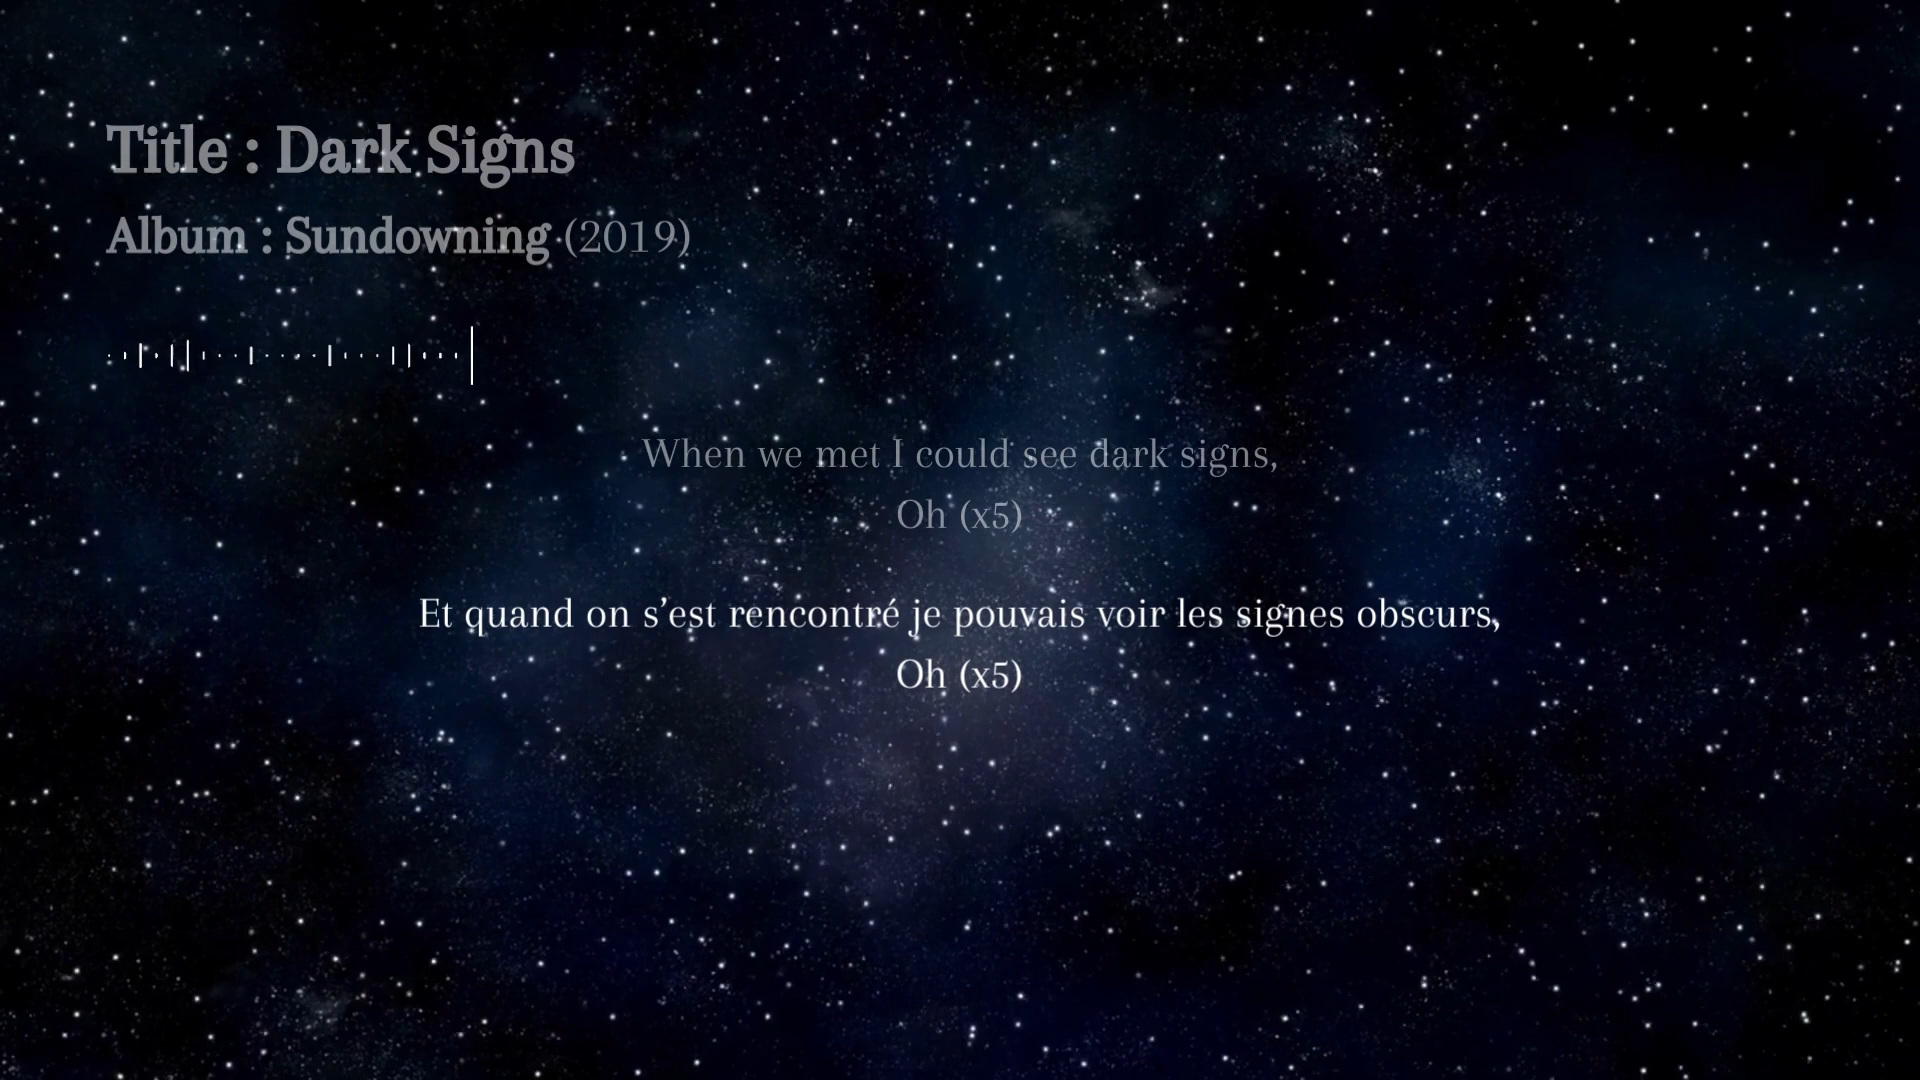 Title : Dark Signs
Album : Sundowning (2019)
When we met I could see dark signs,
Oh (x5)
Et quand on s’est rencontré je pouvais voir les signes obscurs,
Oh (x5)